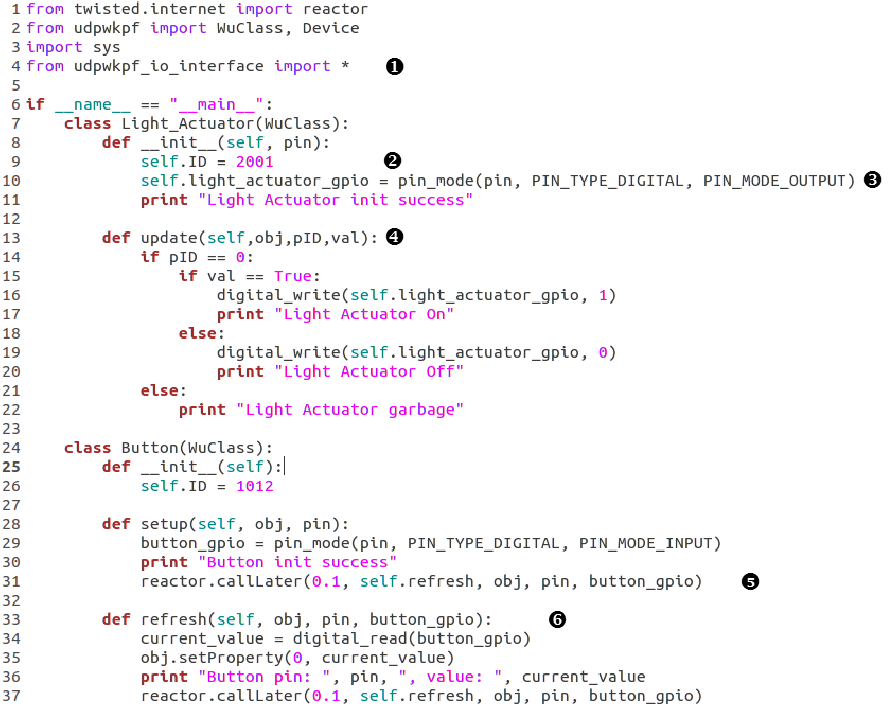 1 from twisted.internet import reactor
2 from udpwkpf import WuClass, Device
3 import sys
4 from udpwkpf_io_interface import * ❶
5
6 if __name__ == "__main__":
7     class Light_Actuator(WuClass):
8         def __init__(self, pin):
9             self.ID = 2001 ❷
10             self.light_actuator_gpio = pin_mode(pin, PIN_TYPE_DIGITAL, PIN_MODE_OUTPUT) ❸
11             print "Light Actuator init success"
12
13         def update(self,obj,pID,val): ❹
14             if pID == 0:
15                 if val == True:
16                     digital_write(self.light_actuator_gpio, 1)
17                     print "Light Actuator On"
18                 else:
19                     digital_write(self.light_actuator_gpio, 0)
20                     print "Light Actuator Off"
21             else:
22                 print "Light Actuator garbage"
23
24     class Button(WuClass):
25         def __init__(self):
26             self.ID = 1012
27
28         def setup(self, obj, pin):
29             button_gpio = pin_mode(pin, PIN_TYPE_DIGITAL, PIN_MODE_INPUT)
30             print "Button init success"
31             reactor.callLater(0.1, self.refresh, obj, pin, button_gpio) ❺
32
33         def refresh(self, obj, pin, button_gpio): ❻
34             current_value = digital_read(button_gpio)
35             obj.setProperty(0, current_value)
36             print "Button pin: ", pin, ", value: ", current_value
37             reactor.callLater(0.1, self.refresh, obj, pin, button_gpio)